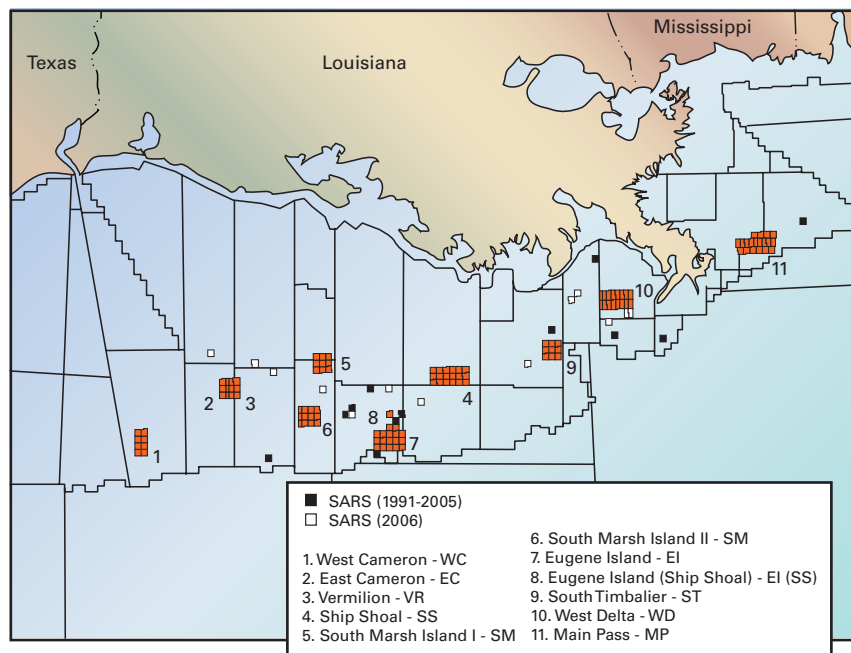 Mississippi
Texas
Louisiana
11
10
5
9
2
3
4
8
6
7
1
SARS (1991-2005)
SARS (2006)
1. West Cameron - WC
2. East Cameron - EC
3. Vermilion - VR
4. Ship Shoal - SS
5. South Marsh Island I - SM
6. South Marsh Island II - SM
7. Eugene Island - EI
8. Eugene Island (Ship Shoal) - EI (SS)
9. South Timbalier - ST
10. West Delta - WD
11. Main Pass - MP